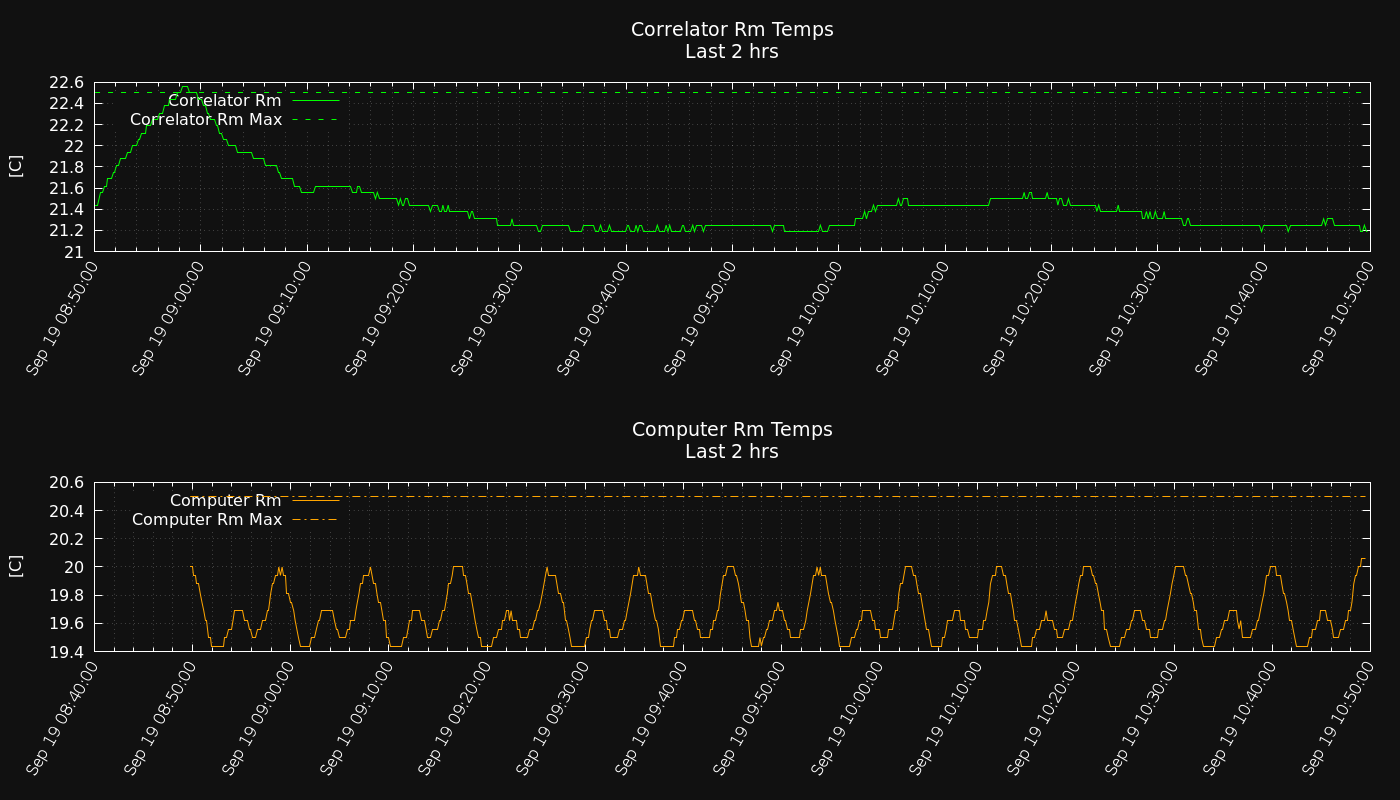 Correlator Rm Temps
Last 2 hrs
22.6
22.4
22.2
22
21.8
21.6
21.4
21.2
21
[C]
Correlator Rm
Correlator Rm Max
Sep 19 08:50:00
Sep 19 09:00:00
Sep 19 09:10:00
Sep 19 09:20:00
Sep 19 09:30:00
Sep 19 09:40:00
Sep 19 09:50:00
Sep 19 10:00:00
Sep 19 10:10:00
Sep 19 10:20:00
Sep 19 10:30:00
Sep 19 10:40:00
Sep 19 10:50:00
Computer Rm Temps
Last 2 hrs
20.6
20.4
20.2
20
19.8
19.6
19.4
[C]
Computer Rm
Computer Rm Max
Sep 19 08:40:00
Sep 19 08:50:00
Sep 19 09:00:00
Sep 19 09:10:00
Sep 19 09:20:00
Sep 19 09:30:00
Sep 19 09:40:00
Sep 19 09:50:00
Sep 19 10:00:00
Sep 19 10:10:00
Sep 19 10:20:00
Sep 19 10:30:00
Sep 19 10:40:00
Sep 19 10:50:00